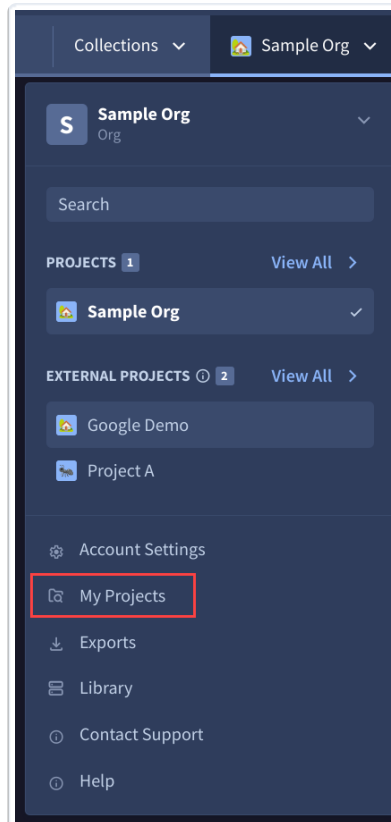 Collections Sample Org
S Sample Org
Org
Search
PROJECTS 1 View All
Sample Org
EXTERNAL PROJECTS 2 View All
Google Demo
Project A
Account Settings
My Projects
Exports
Library
Contact Support
Help